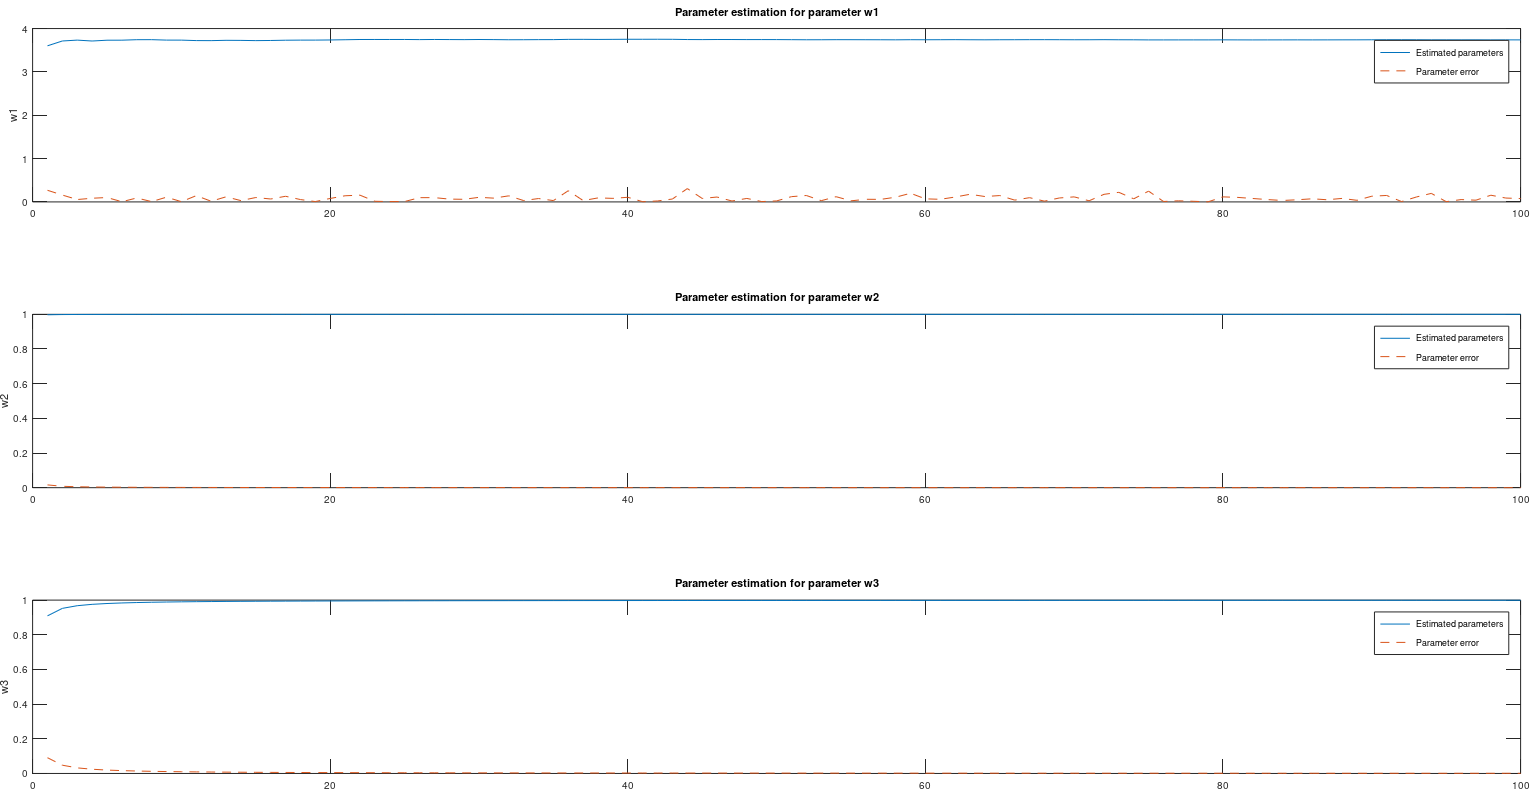 Parameter estimation for parameter w1
4
3
2
1
0
w1
Estimated parameters
Parameter error
0 20 40 60 80 100
Parameter estimation for parameter w2
1
0.8
0.6
0.4
0.2
0
w2
Estimated parameters
Parameter error
0 20 40 60 80 100
Parameter estimation for parameter w3
1
0.8
0.6
0.4
0.2
0
w3
Estimated parameters
Parameter error
0 20 40 60 80 100